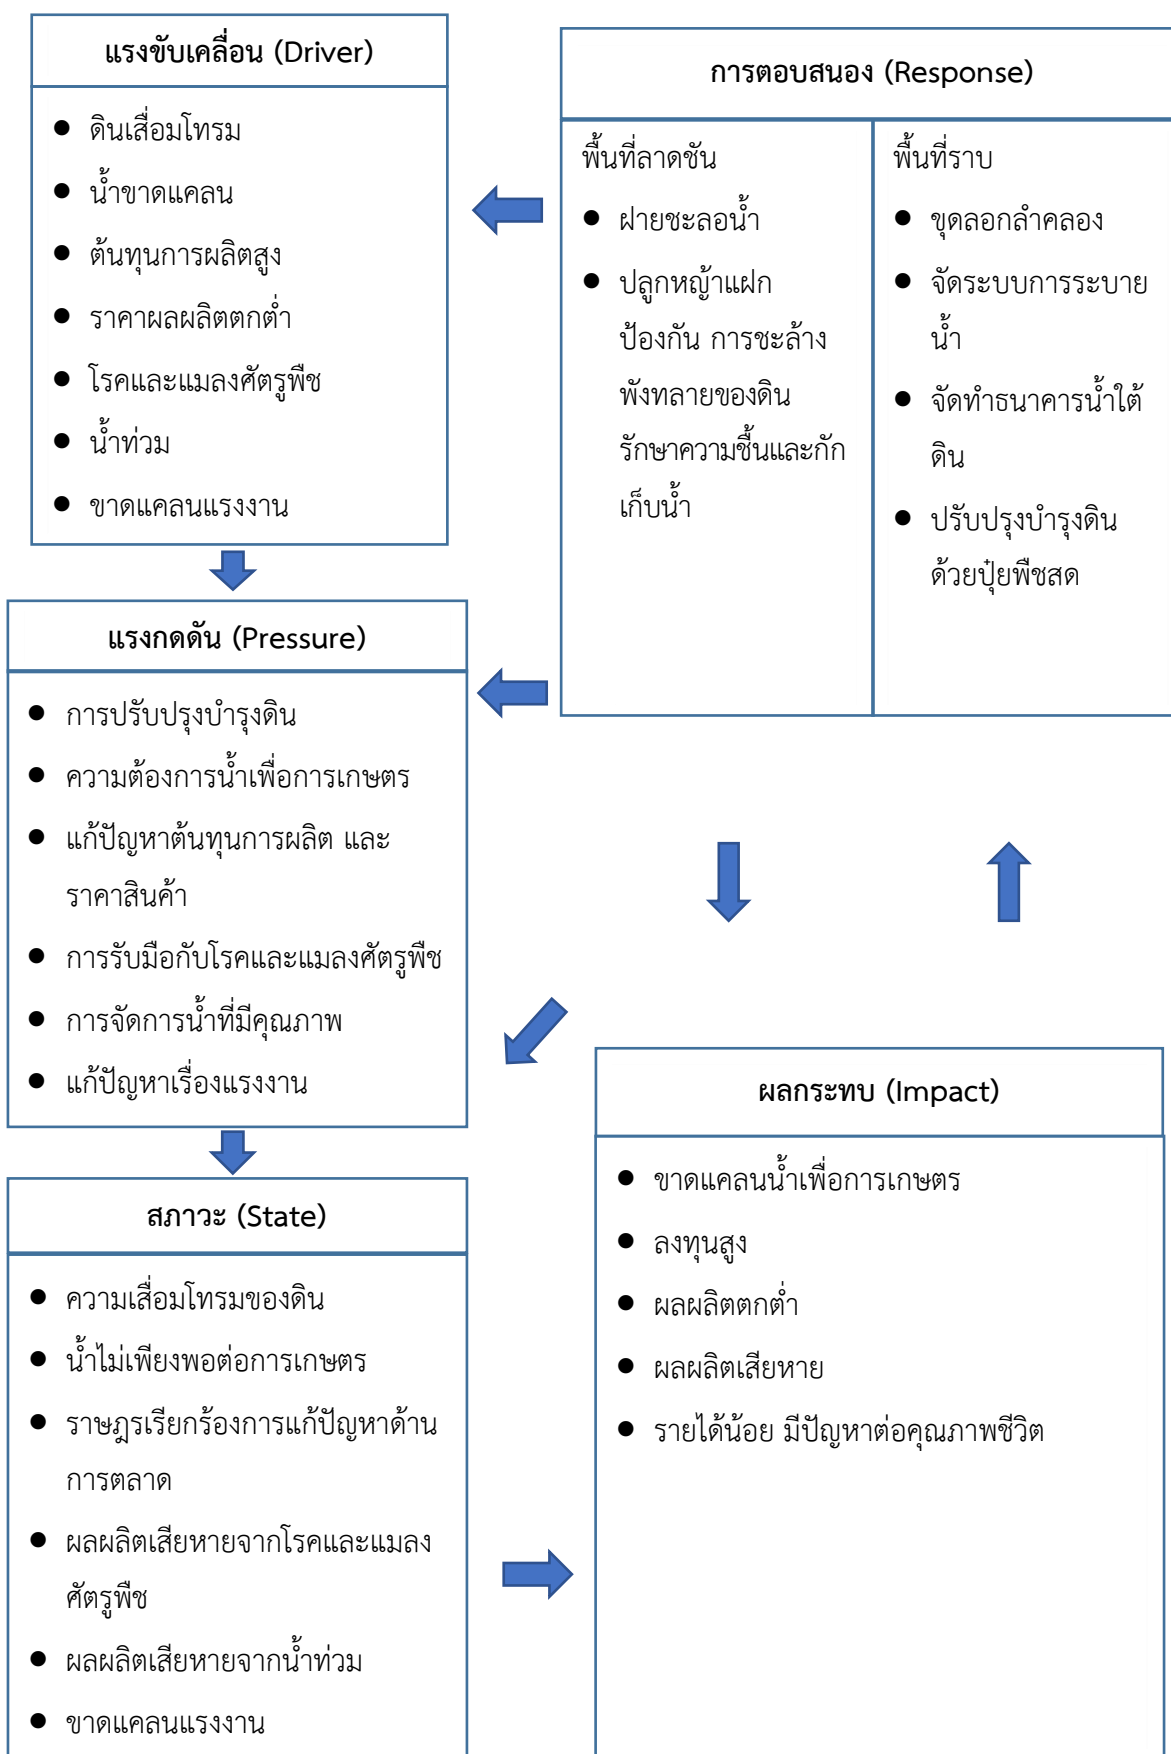 แรงขับเคลื่อน (Driver)
● ดินเสื่อมโทรม
● น้ำขาดแคลน
● ต้นทุนการผลิตสูง
● ราคาผลผลิตตกต่ำ
● โรคและแมลงศัตรูพืช
● น้ำท่วม
● ขาดแคลนแรงงาน
การตอบสนอง (Response)
พื้นที่ลาดชัน
● ฝายชะลอน้ำ
● ปลูกหญ้าแฝก
ป้องกัน การชะล้าง
พังทลายของดิน
รักษาความชื้นและกัก
เก็บน้ำ
พื้นที่ราบ
● ขุดลอกลำคลอง
● จัดระบบการระบาย
น้ำ
● จัดทำธนาคารน้ำใต้
ดิน
● ปรับปรุงบำรุงดิน
ด้วยปุ๋ยพืชสด
แรงกดดัน (Pressure)
● การปรับปรุงบำรุงดิน
● ความต้องการน้ำเพื่อการเกษตร
● แก้ปัญหาต้นทุนการผลิต และ
ราคาสินค้า
● การรับมือกับโรคและแมลงศัตรูพืช
● การจัดการน้ำที่มีคุณภาพ
● แก้ปัญหาเรื่องแรงงาน
สภาวะ (State)
● ความเสื่อมโทรมของดิน
● น้ำไม่เพียงพอต่อการเกษตร
● ราษฎรเรียกร้องการแก้ปัญหาด้าน
การตลาด
● ผลผลิตเสียหายจากโรคและแมลง
ศัตรูพืช
● ผลผลิตเสียหายจากน้ำท่วม
● ขาดแคลนแรงงาน
ผลกระทบ (Impact)
● ขาดแคลนน้ำเพื่อการเกษตร
● ลงทุนสูง
● ผลผลิตตกต่ำ
● ผลผลิตเสียหาย
● รายได้น้อย มีปัญหาต่อคุณภาพชีวิต